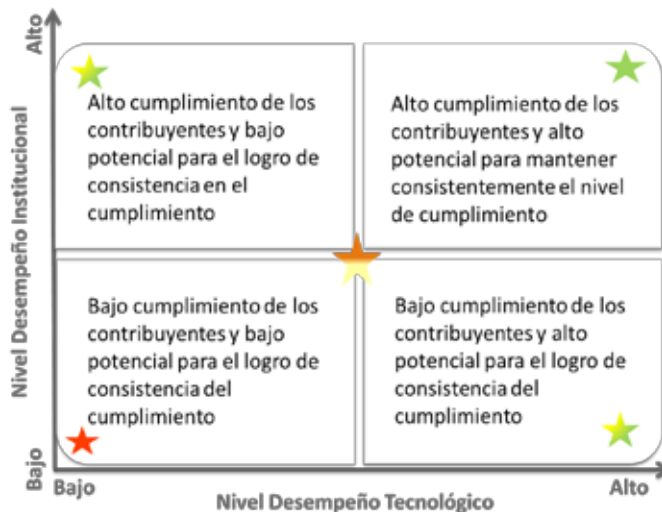 Alto
Nivel Desempeño Institucional
Bajo
Alto cumplimiento de los
contribuyentes y bajo
potencial para el logro de
consistencia en el
cumplimiento
Alto cumplimiento de los
contribuyentes y alto
potencial para mantener
consistentemente el nivel
de cumplimiento
Bajo cumplimiento de los
contribuyentes y bajo
potencial para el logro de
consistencia del
cumplimiento
Bajo cumplimiento de los
contribuyentes y alto
potencial para el logro de
consistencia del
cumplimiento
Bajo
Nivel Desempeño Tecnológico
Alto